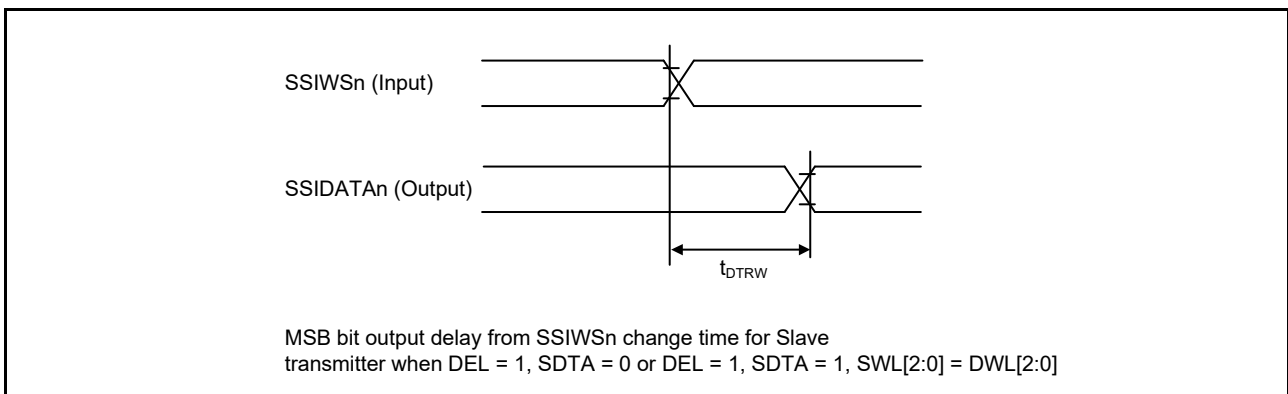 SSIWSn (Input)
SSIDATAn (Output)
tDTRW
MSB bit output delay from SSIWSn change time for Slave
transmitter when DEL = 1, SDTA = 0 or DEL = 1, SDTA = 1, SWL[2:0] = DWL[2:0]